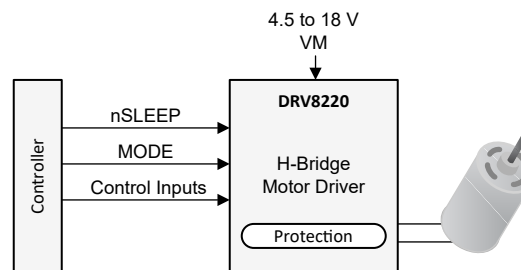 4.5 to 18 V
VM
DRV8220
Controller
nSLEEP
MODE
Control Inputs
H-Bridge
Motor Driver
Protection